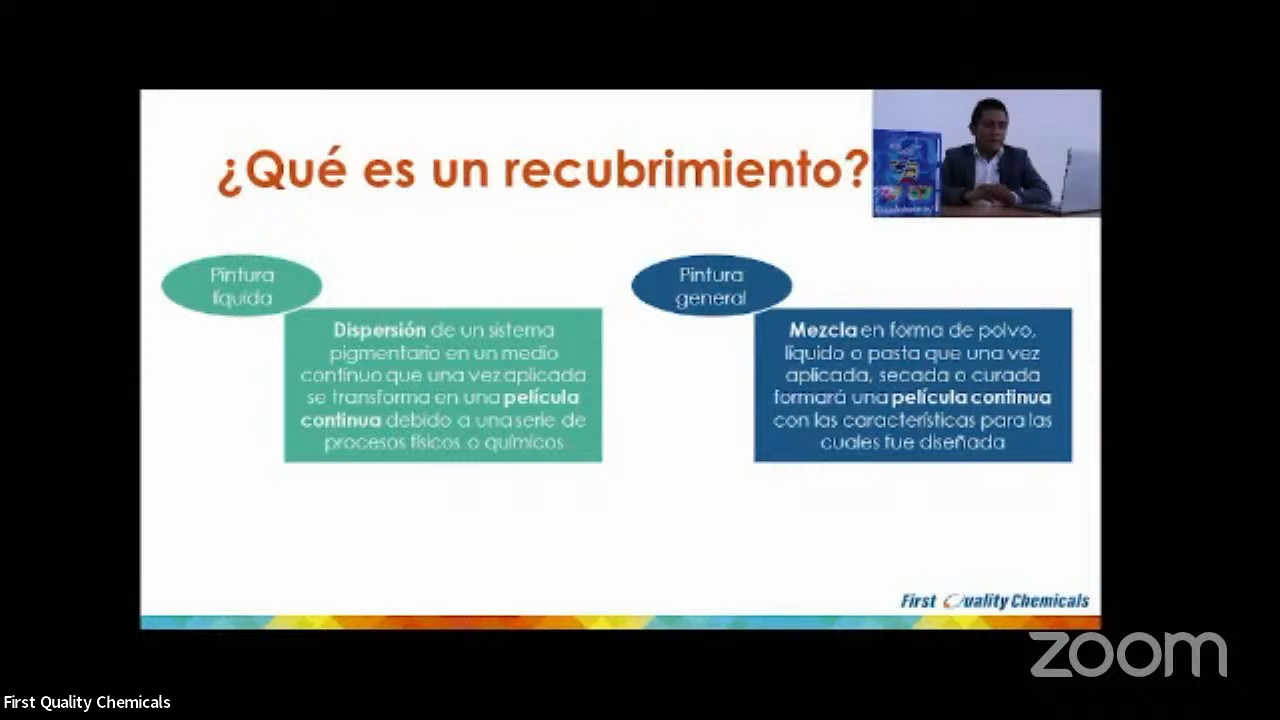 ¿Qué es un recubrimiento?
Pintura
líquida
Dispersión de un sistema
pigmentario en un medio
continuo que una vez aplicada
se transforma en una película
continua debido a una serie de
procesos físicos o químicos
Pintura
general
Mezcla en forma de polvo,
líquido o pasta que una vez
aplicada, secada o curada
formará una película continua
con las características para las
cuales fue diseñada
First Quality Chemicals
zoom
First Quality Chemicals